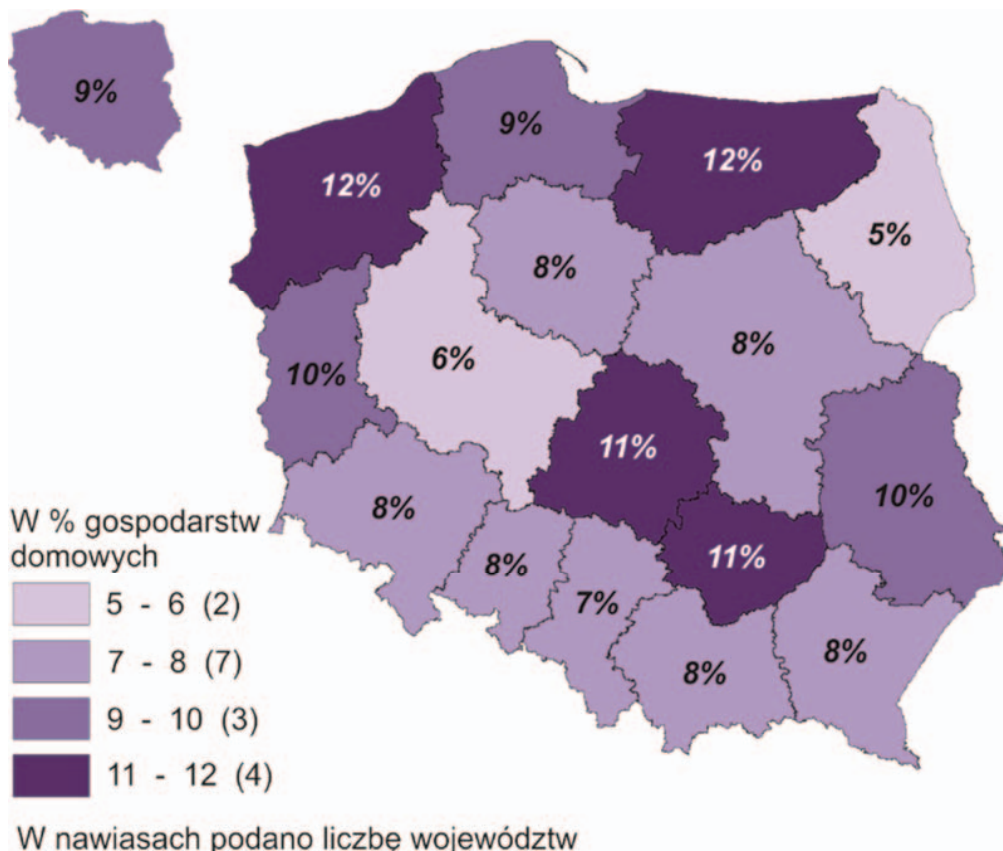 9%
9%
12%
12%
5%
8%
8%
6%
10%
11%
10%
8%
11%
8%
7%
8%
8%
W % gospodarstw
domowych
5 - 6 (2)
7 - 8 (7)
9 - 10 (3)
11 - 12 (4)
W nawiasach podano liczbę województw